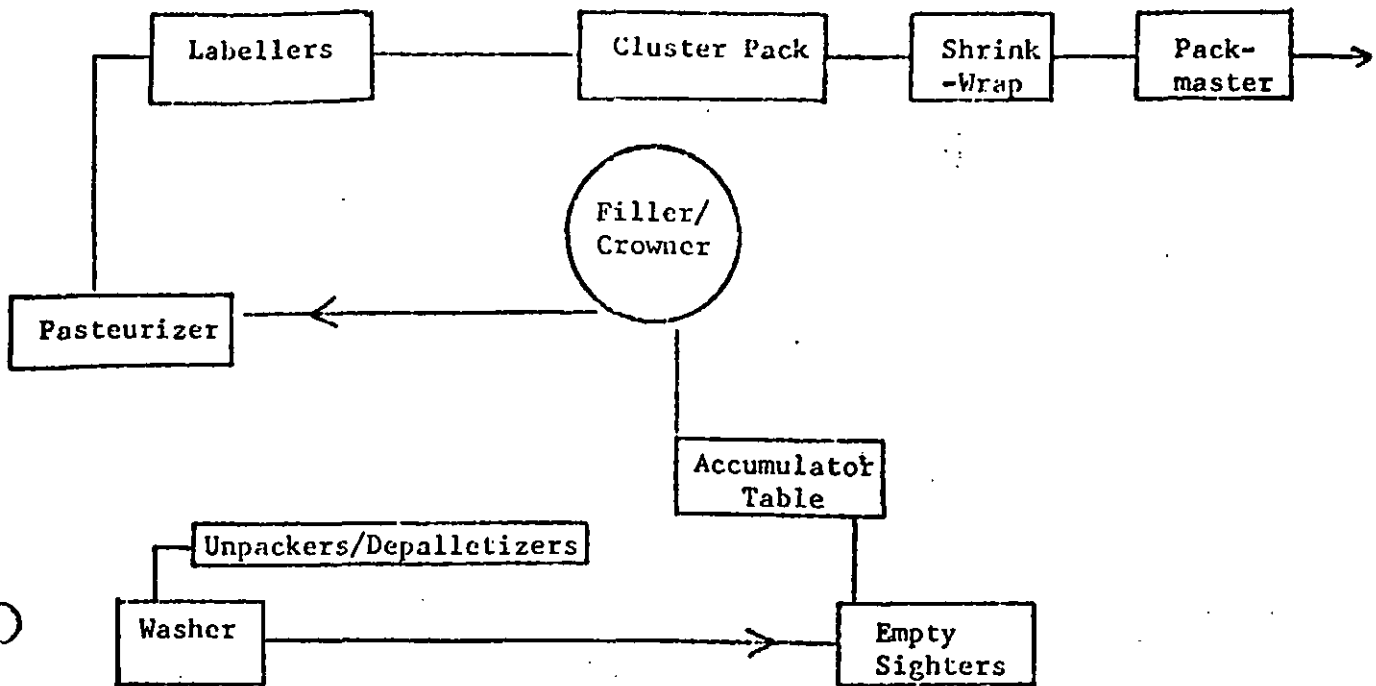 Labellers
Cluster Pack
Shrink
-Wrap
Pack-
master
Filler/
Crowner
Pasteurizer
Accumulator
Table
Unpackers/Depalletizers
Washer
Empty
Sighters